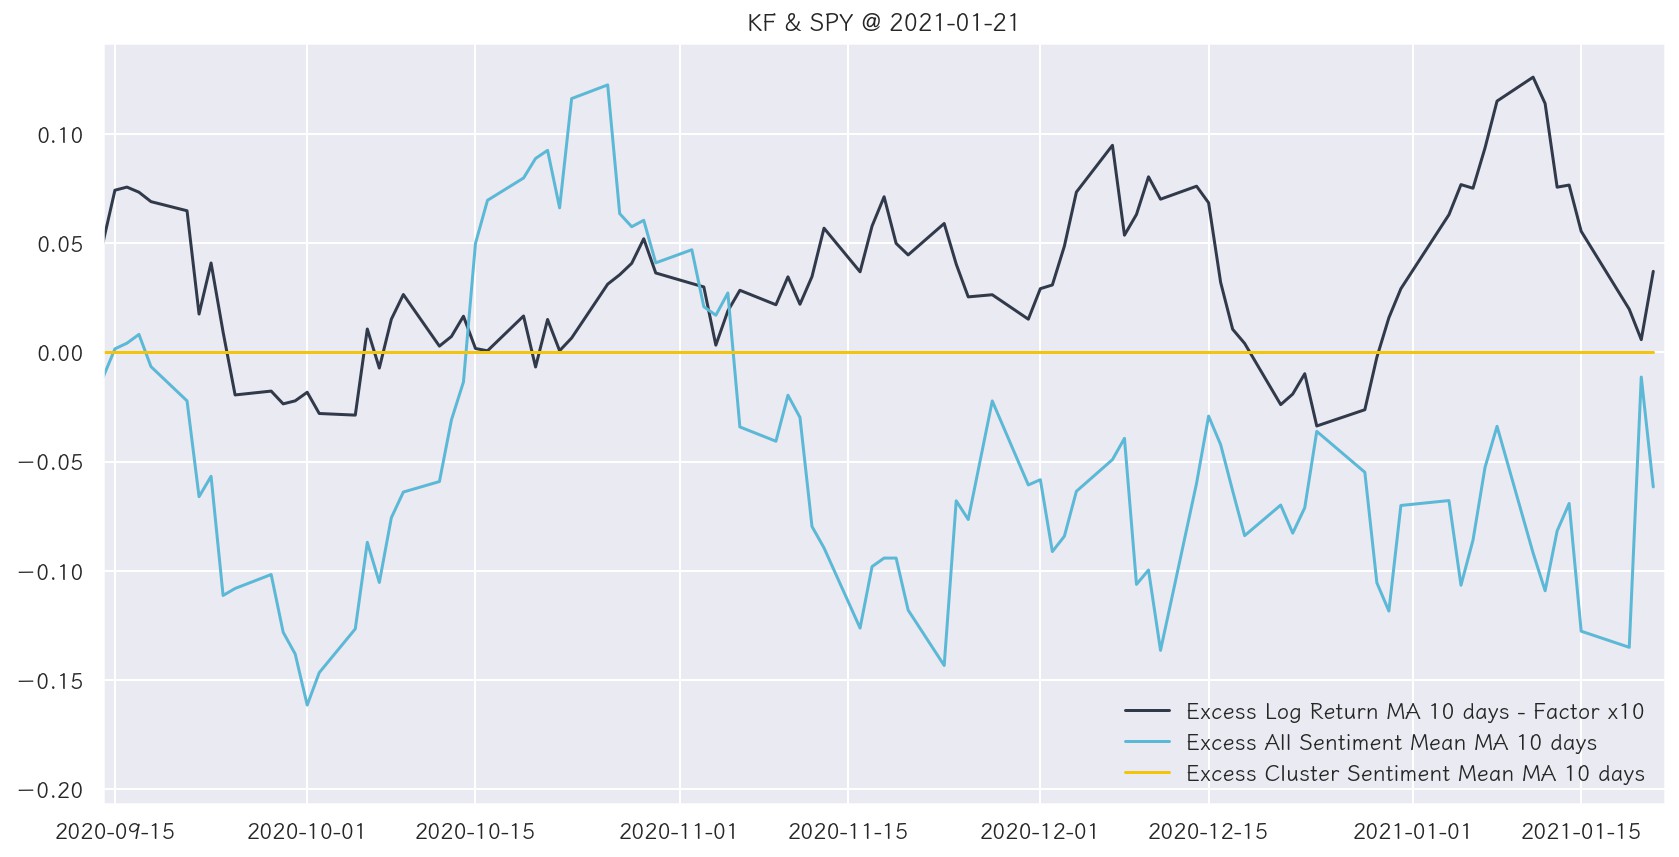 KF & SPY @ 2021-01-21
0.10
0.05
0.00
−0.05
−0.10
−0.15
−0.20
Excess Log Return MA 10 days - Factor x10
Excess All Sentiment Mean MA 10 days
Excess Cluster Sentiment Mean MA 10 days
2020-09-15 2020-10-01 2020-10-15 2020-11-01 2020-11-15 2020-12-01 2020-12-15 2021-01-01 2021-01-15